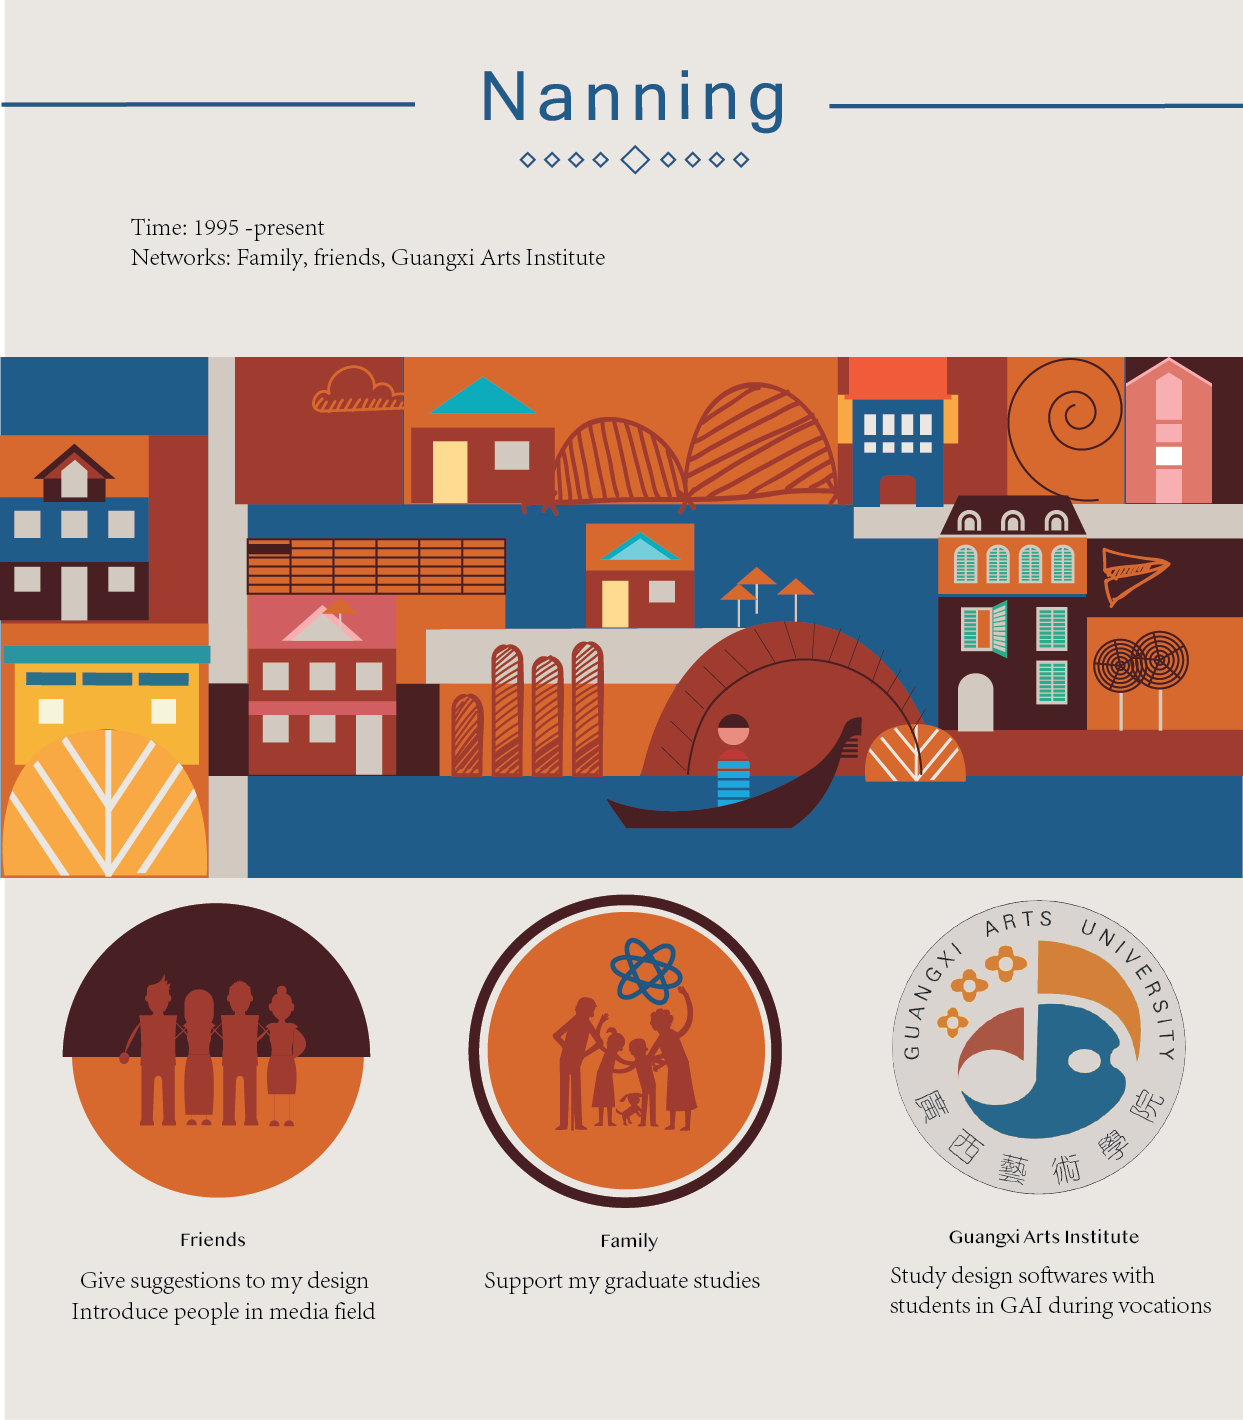 Nanning
Time: 1995 -present
Networks: Family, friends, Guangxi Arts Institute
GUANGXI ARTS UNIVERSITY
廣西藝術學院
Friends
Give suggestions to my design
Introduce people in media field
Family
Support my graduate studies
Guangxi Arts Institute
Study design softwares with
students in GAI during vocations